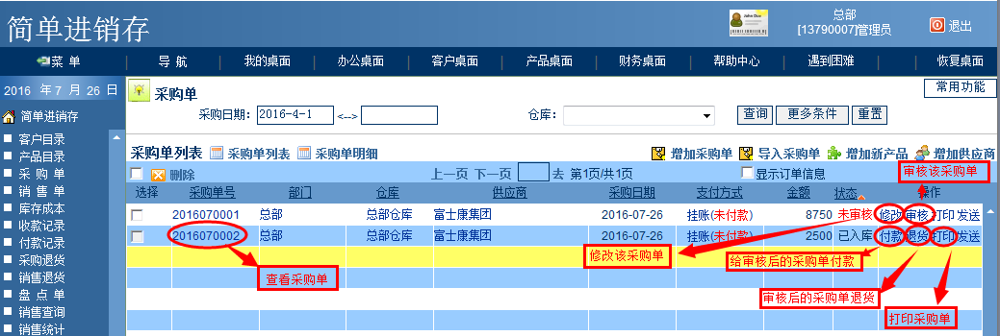 简单进销存
John Doe
总部
[13790007]管理员
退出
菜 单 导 航 我的桌面 办公桌面 客户桌面 产品桌面 财务桌面 帮助中心 遇到困难 恢复桌面
2016 年 7 月 26 日
采购单
常用功能
采购日期: 2016-4-1 <--> 仓库: 查询 更多条件 重置
简单进销存
客户目录
产品目录
采 购 单
销 售 单
库存成本
收款记录
付款记录
采购退货
销售退货
盘 点 单
销售查询
销售统计
采购单列表 采购单列表 采购单明细 增加采购单 导入采购单 增加新产品 增加供应商
删除 上一页 下一页 去 第1页/共1页 显示订单信息 审核该采购单
选择 采购单号 部门 仓库 供应商 采购日期 支付方式 金额 状态 操作
2016070001 总部 总部仓库 富士康集团 2016-07-26 挂账(未付款) 8750 未审核 修改 审核 打印 发送
2016070002 总部 总部仓库 富士康集团 2016-07-26 挂账(未付款) 2500 已入库 付款 退货 打印 发送
修改该采购单 给审核后的采购单付款
查看采购单
审核后的采购单退货
打印采购单